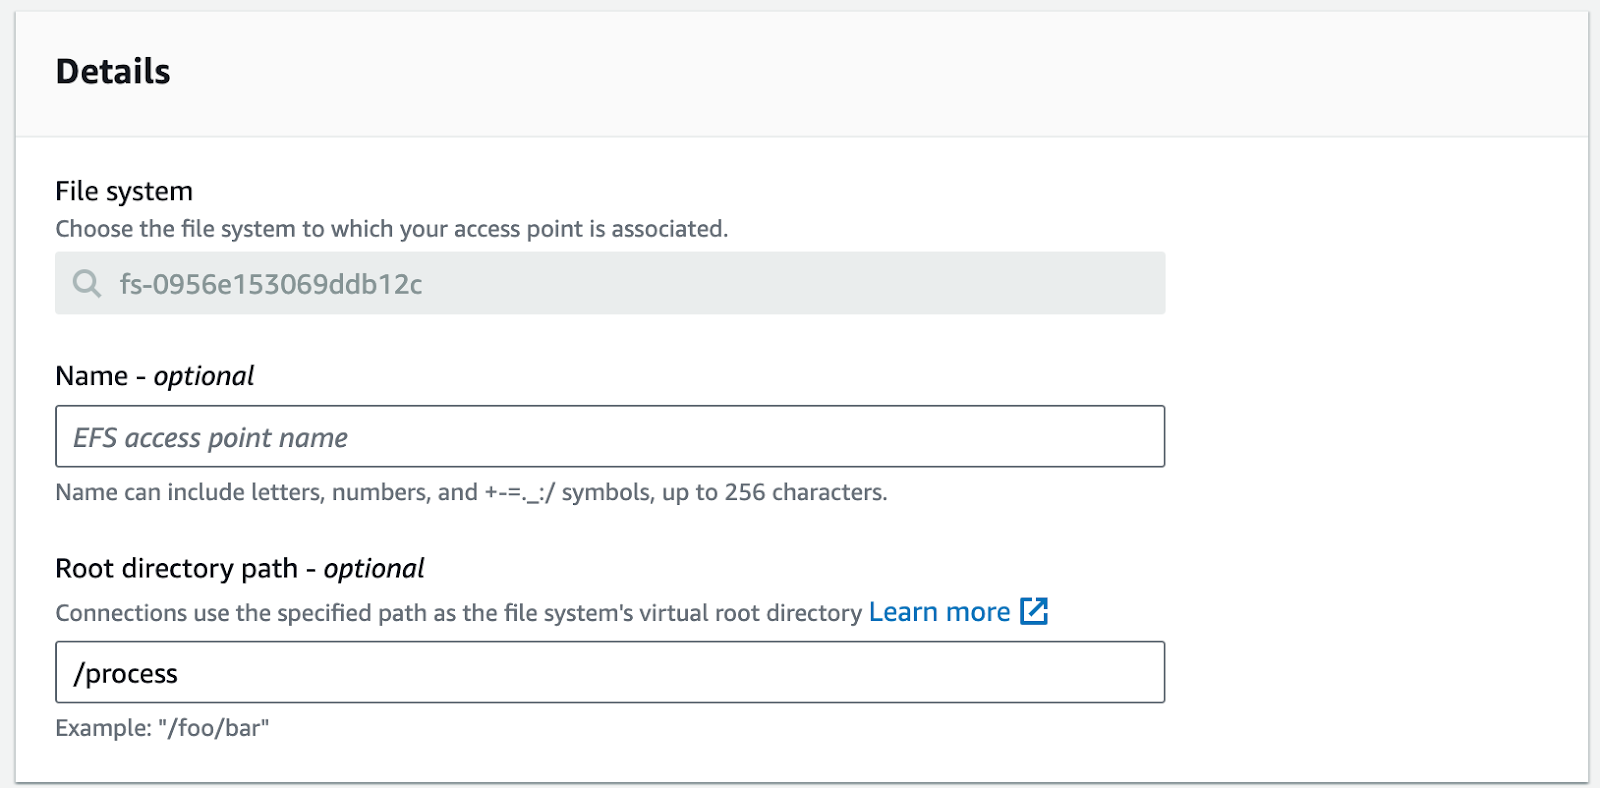 Details
File system
Choose the file system to which your access point is associated.
fs-0956e153069ddb12c
Name - optional
EFS access point name
Name can include letters, numbers, and +-=._:/ symbols, up to 256 characters.
Root directory path - optional
Connections use the specified path as the file system's virtual root directory Learn more
/process
Example: "/foo/bar"